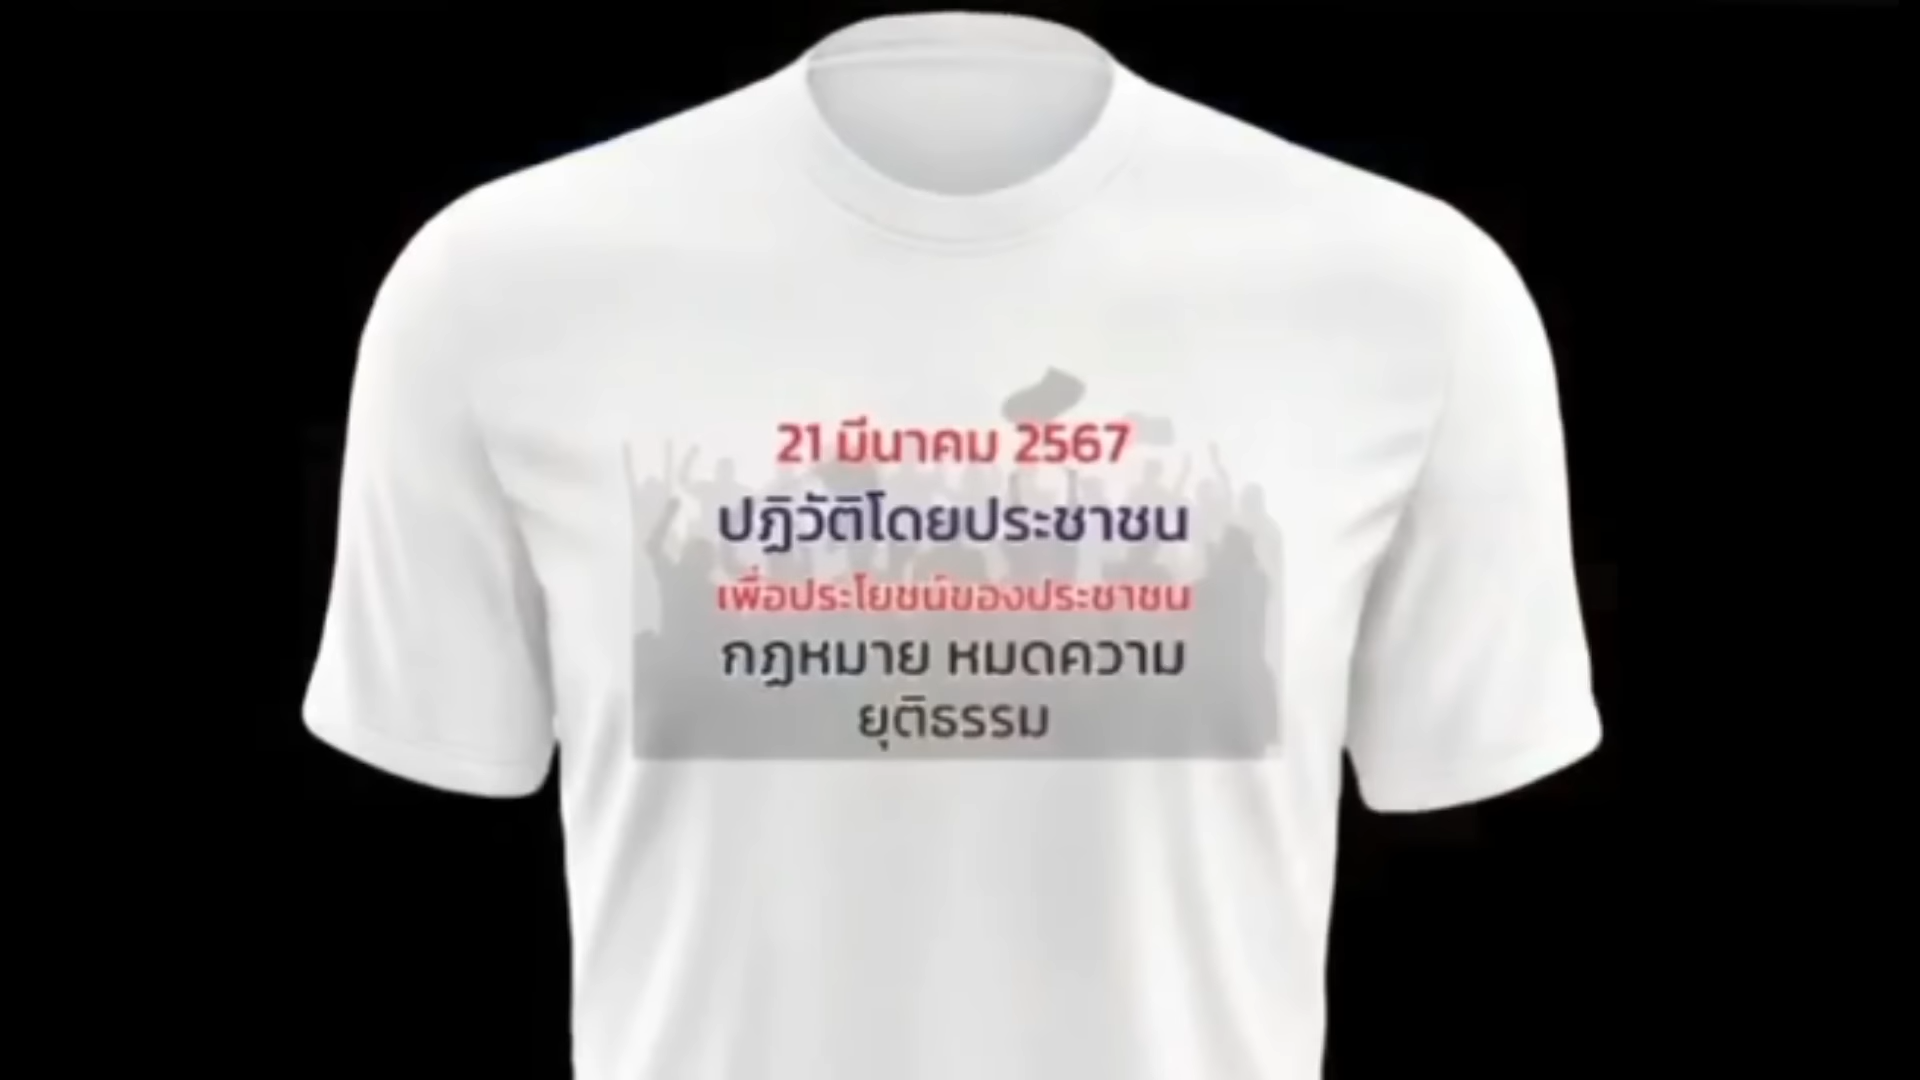 21 มีนาคม 2567
ปฏิวัติโดยประชาชน
เพื่อประโยชน์ของประชาชน
กฎหมาย หมดความ
ยุติธรรม